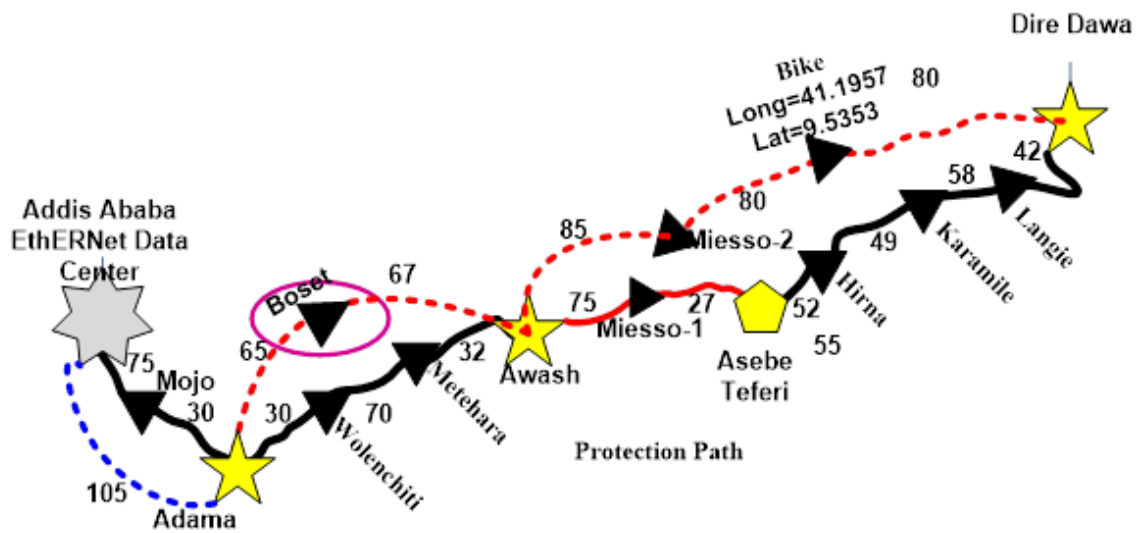 Dire Dawa
Bike
Long=41.1957
Lat=9.5353
80
42
58
Langie
Karamile
49
Hirna
80
Miesso-2
85
Addis Ababa
EthERNet Data
Center
Boset
67
75
Miesso-1
27
52
55
Asebe
Teferi
Awash
32
Metehara
65
75
Mojo
30
30
70
Wolenchiti
Protection Path
105
Adama